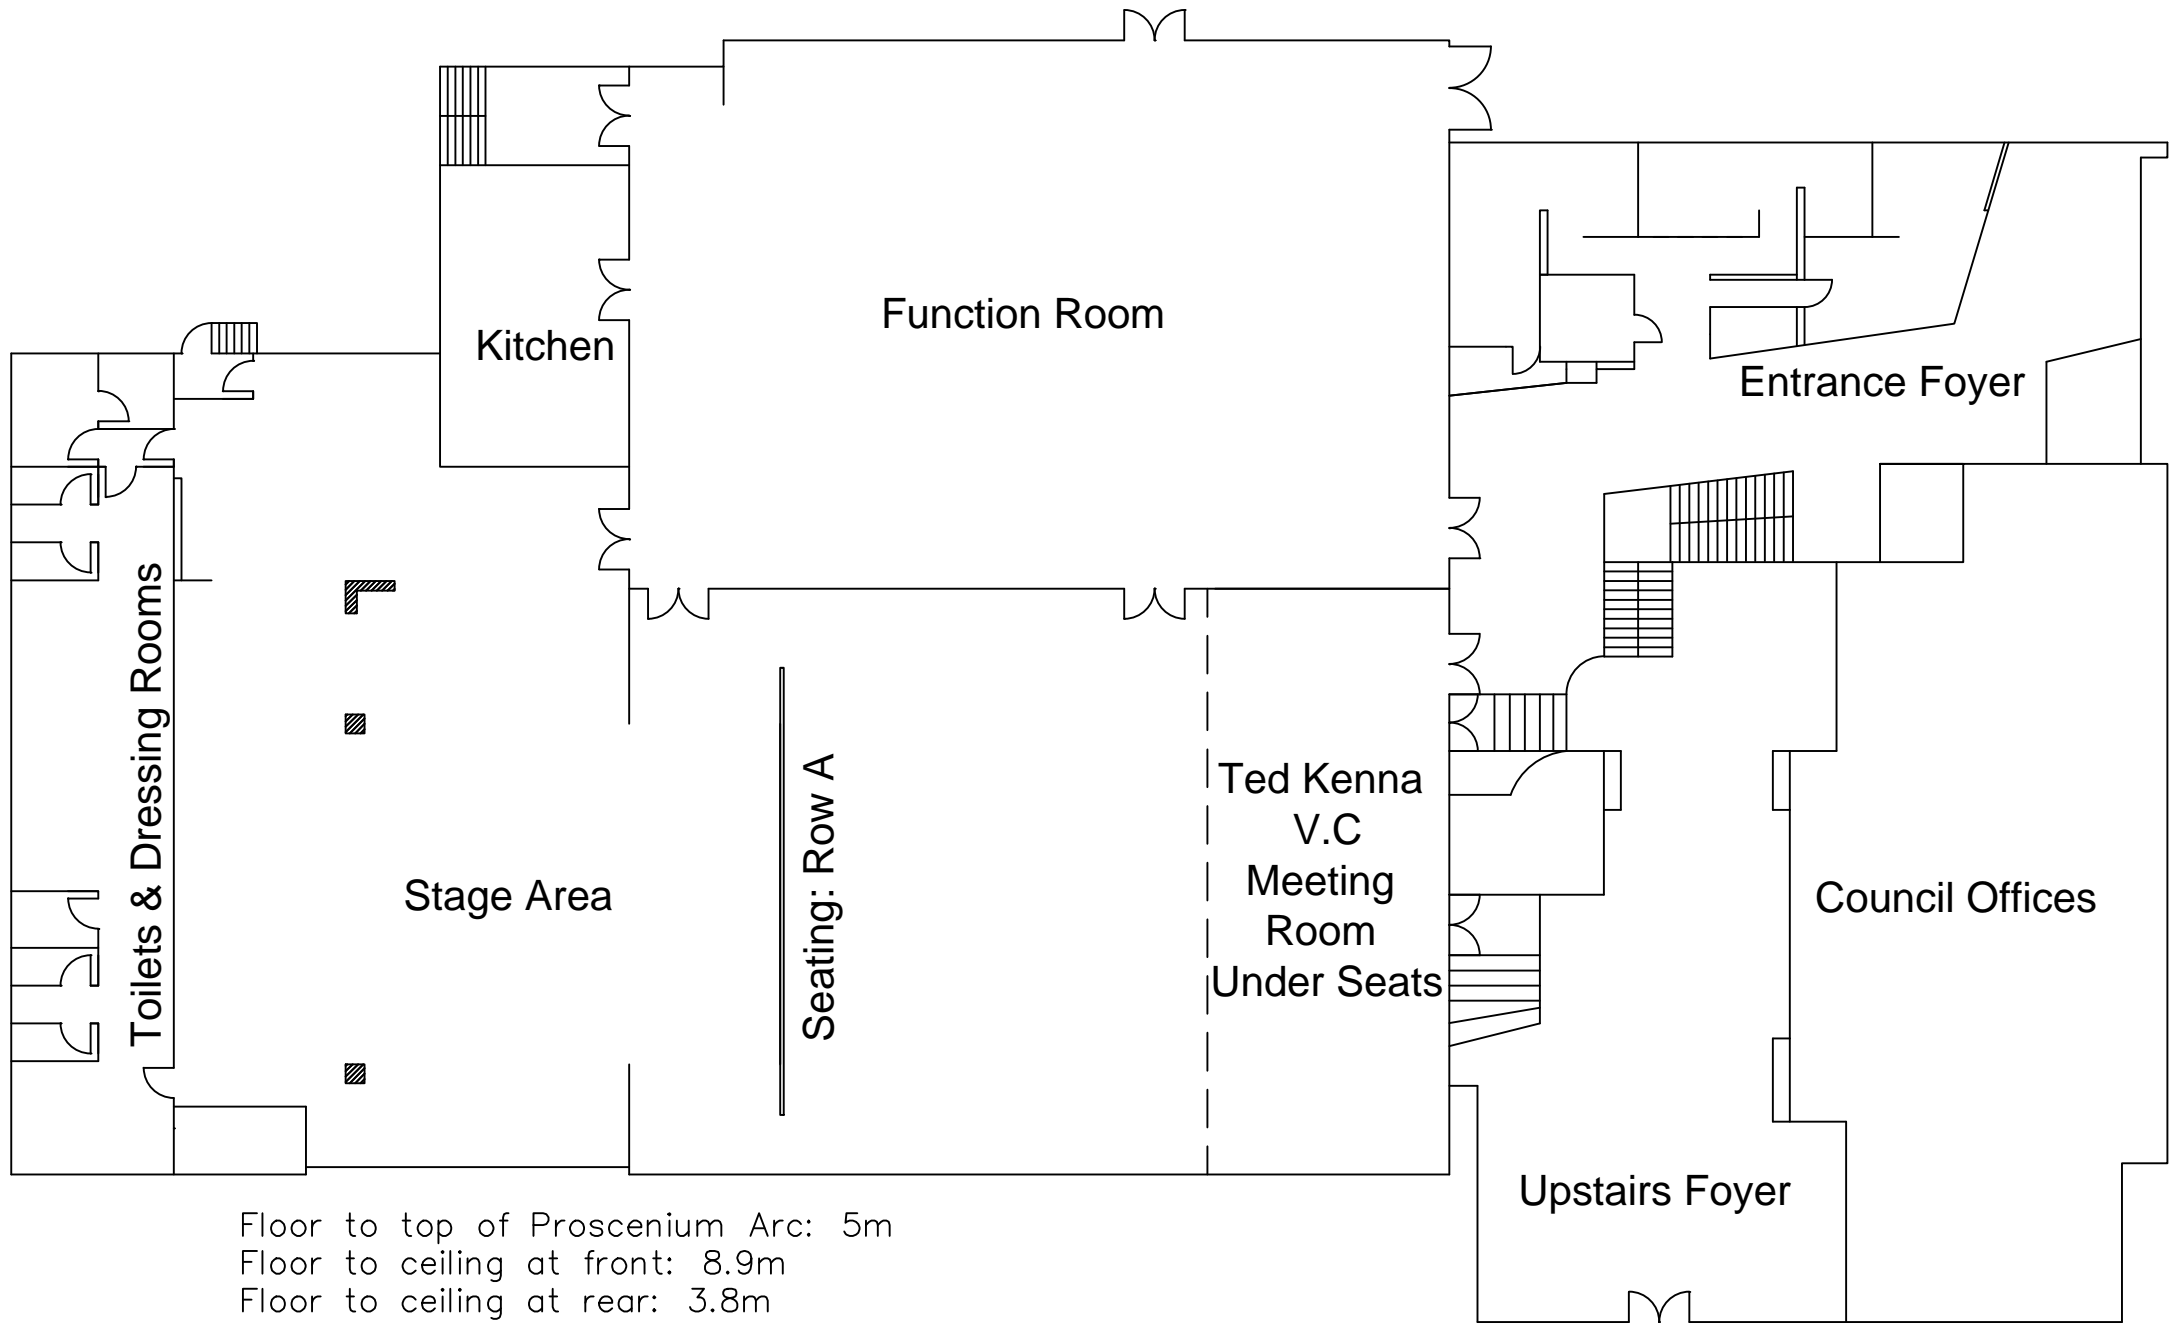 Function Room
Kitchen
Entrance Foyer
Toilets & Dressing Rooms
Stage Area
Seating: Row A
Ted Kenna
V.C
Meeting
Room
Under Seats
Council Offices
Upstairs Foyer
Floor to top of Proscenium Arc: 5m
Floor to ceiling at front: 8.9m
Floor to ceiling at rear: 3.8m